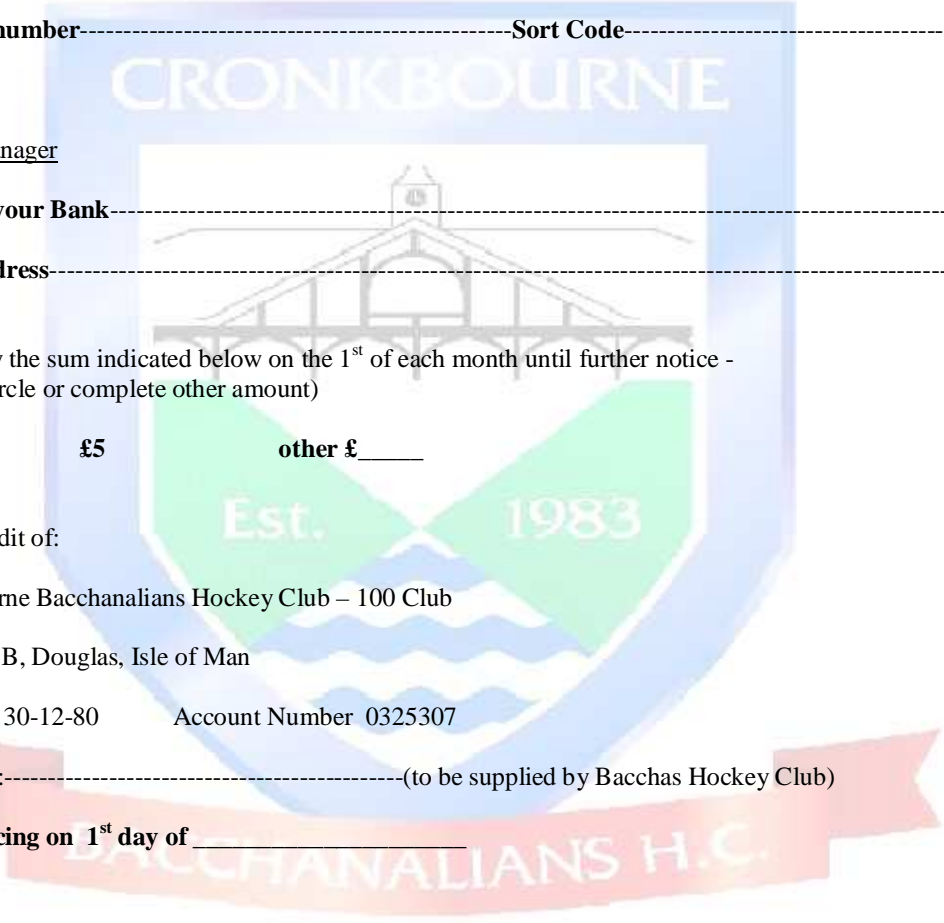 number--------------------------------------------------Sort Code-------------------------------------
CRONKBOURNE
nager
your Bank------------------------------------------------------------------------------------------------
dress-------------------------------------------------------------------------------------------------------
y the sum indicated below on the 1st of each month until further notice -
rcle or complete other amount)
£5 other £_____
Est. 1983
dit of:
rne Bacchanalians Hockey Club – 100 Club
B, Douglas, Isle of Man
30-12-80 Account Number 0325307
:----------------------------------------------(to be supplied by Bacchas Hockey Club)
cing on 1st day of _____________________
BACCHANALIANS H.C.